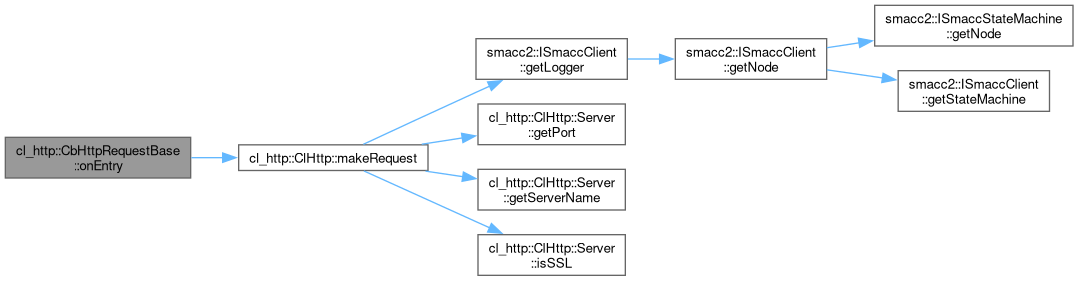 cl_http::CbHttpRequestBase
::onEntry
cl_http::ClHttp::makeRequest
smacc2::ISmaccClient
::getLogger
smacc2::ISmaccClient
::getNode
smacc2::ISmaccStateMachine
::getNode
smacc2::ISmaccClient
::getStateMachine
cl_http::ClHttp::Server
::getPort
cl_http::ClHttp::Server
::getServerName
cl_http::ClHttp::Server
::isSSL